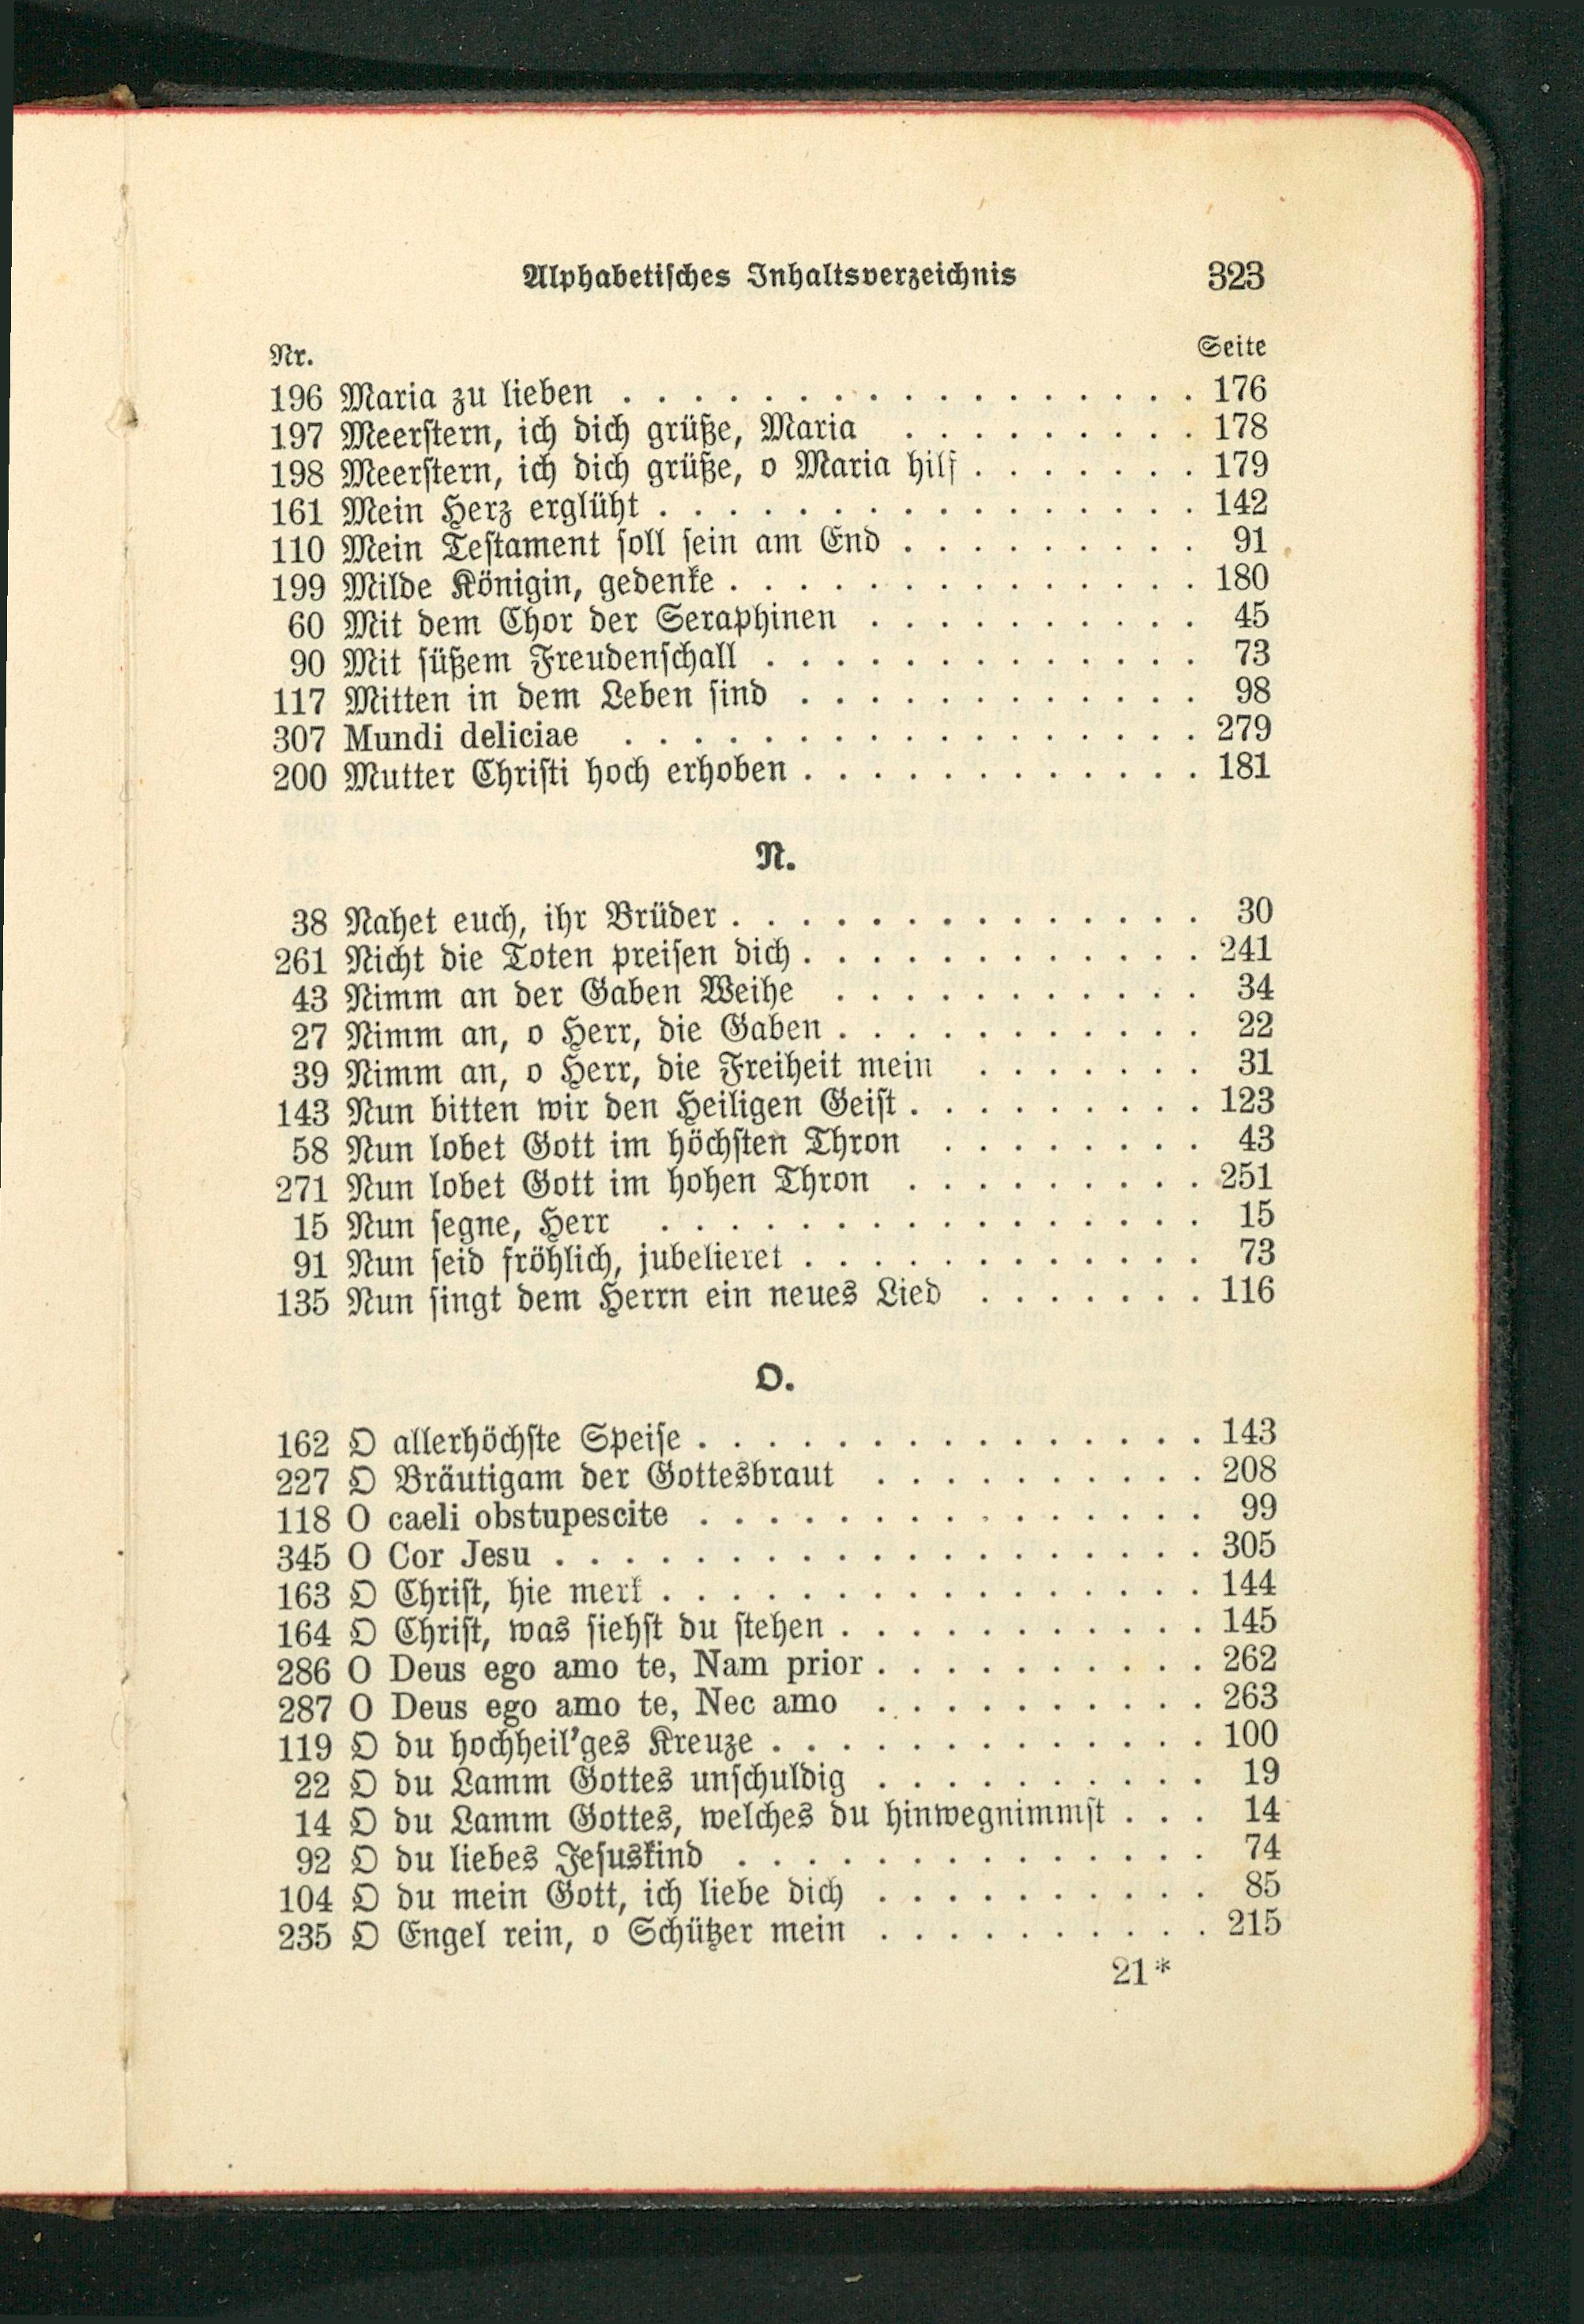 Alphabetisches Inhaltsverzeichnis 323
Nr. Seite
196 Maria zu lieben . . . . . . . . . . . . . . . . . 176
197 Meerstern, ich dich grüße, Maria . . . . . . . . . 178
198 Meerstern, ich dich grüße, o Maria hilf . . . . . . . 179
161 Mein Herz erglüht . . . . . . . . . . . . . . . . 142
110 Mein Testament soll sein am End . . . . . . . . . 91
199 Milde Königin, gedenke . . . . . . . . . . . . . . 180
60 Mit dem Chor der Seraphinen . . . . . . . . . . 45
90 Mit süßem Freudenschall . . . . . . . . . . . . . 73
117 Mitten in dem Leben sind . . . . . . . . . . . . 98
307 Mundi deliciae . . . . . . . . . . . . . . . . . 279
200 Mutter Christi hoch erhoben . . . . . . . . . . . . 181
N.
38 Nahet euch, ihr Brüder . . . . . . . . . . . . . . 30
261 Nicht die Toten preisen dich . . . . . . . . . . . . 241
43 Nimm an der Gaben Weihe . . . . . . . . . . . 34
27 Nimm an, o Herr, die Gaben . . . . . . . . . . . 22
39 Nimm an, o Herr, die Freiheit mein . . . . . . . 31
143 Nun bitten wir den Heiligen Geist . . . . . . . . . 123
58 Nun lobet Gott im höchsten Thron . . . . . . . . 43
271 Nun lobet Gott im hohen Thron . . . . . . . . . 251
15 Nun segne, Herr . . . . . . . . . . . . . . . . 15
91 Nun seid fröhlich, jubelieret . . . . . . . . . . . . 73
135 Nun singt dem Herrn ein neues Lied . . . . . . . 116
O.
162 O allerhöchste Speise . . . . . . . . . . . . . . . 143
227 O Bräutigam der Gottesbraut . . . . . . . . . . 208
118 O caeli obstupescite . . . . . . . . . . . . . . . 99
345 O Cor Jesu . . . . . . . . . . . . . . . . . . . 305
163 O Christ, hie merk . . . . . . . . . . . . . . . . 144
164 O Christ, was siehst du stehen . . . . . . . . . . . 145
286 O Deus ego amo te, Nam prior . . . . . . . . . . 262
287 O Deus ego amo te, Nec amo . . . . . . . . . . 263
119 O du hochheil'ges Kreuze . . . . . . . . . . . . . 100
22 O du Lamm Gottes unschuldig . . . . . . . . . . 19
14 O du Lamm Gottes, welches du hinwegnimmst . . . 14
92 O du liebes Jesuskind . . . . . . . . . . . . . . 74
104 O du mein Gott, ich liebe dich . . . . . . . . . . 85
235 O Engel rein, o Schützer mein . . . . . . . . . . 215
21*